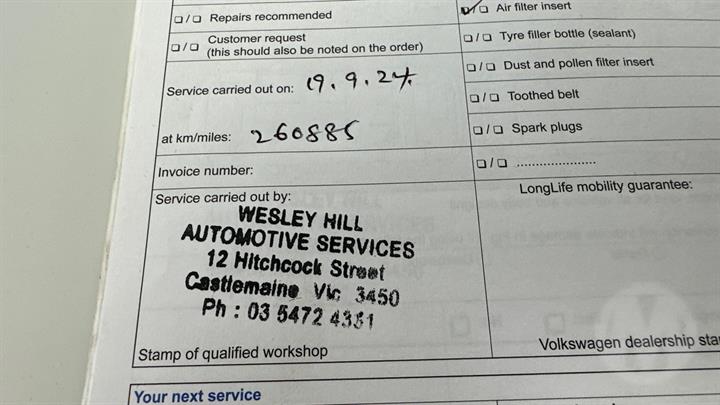 □/□ Repairs recommended
□/□ Customer request
(this should also be noted on the order)
Service carried out on: 19.9.24.
at km/miles: 260885
Invoice number:
Service carried out by:
WESLEY HILL
AUTOMOTIVE SERVICES
12 Hitchcock Street
Castlemaine Vic 3450
Ph : 03 5472 4351
Stamp of qualified workshop
□/□ Air filter insert
□/□ Tyre filler bottle (sealant)
□/□ Dust and pollen filter insert
□/□ Toothed belt
□/□ Spark plugs
□/□ .....................
LongLife mobility guarantee:
Volkswagen dealership sta
Your next service